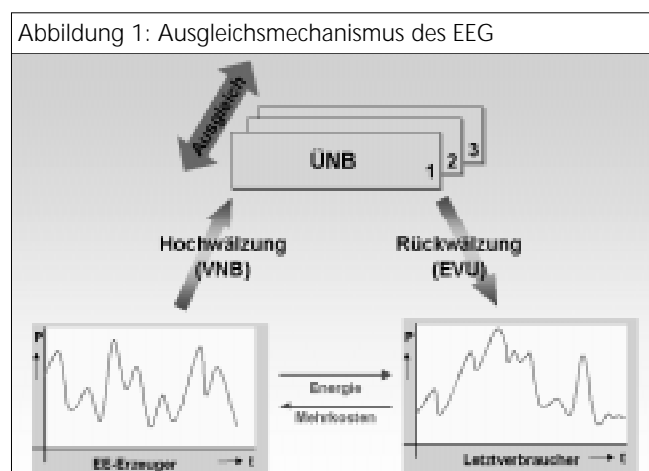 Abbildung 1: Ausgleichsmechanismus des EEG
Ausgleich
ÜNB
1
2
3
Hochwälzung
(VNB)
Rückwälzung
(EVU)
P
P
Energie
Mehrkosten
EE-Erzeuger
t
Letztverbraucher
t